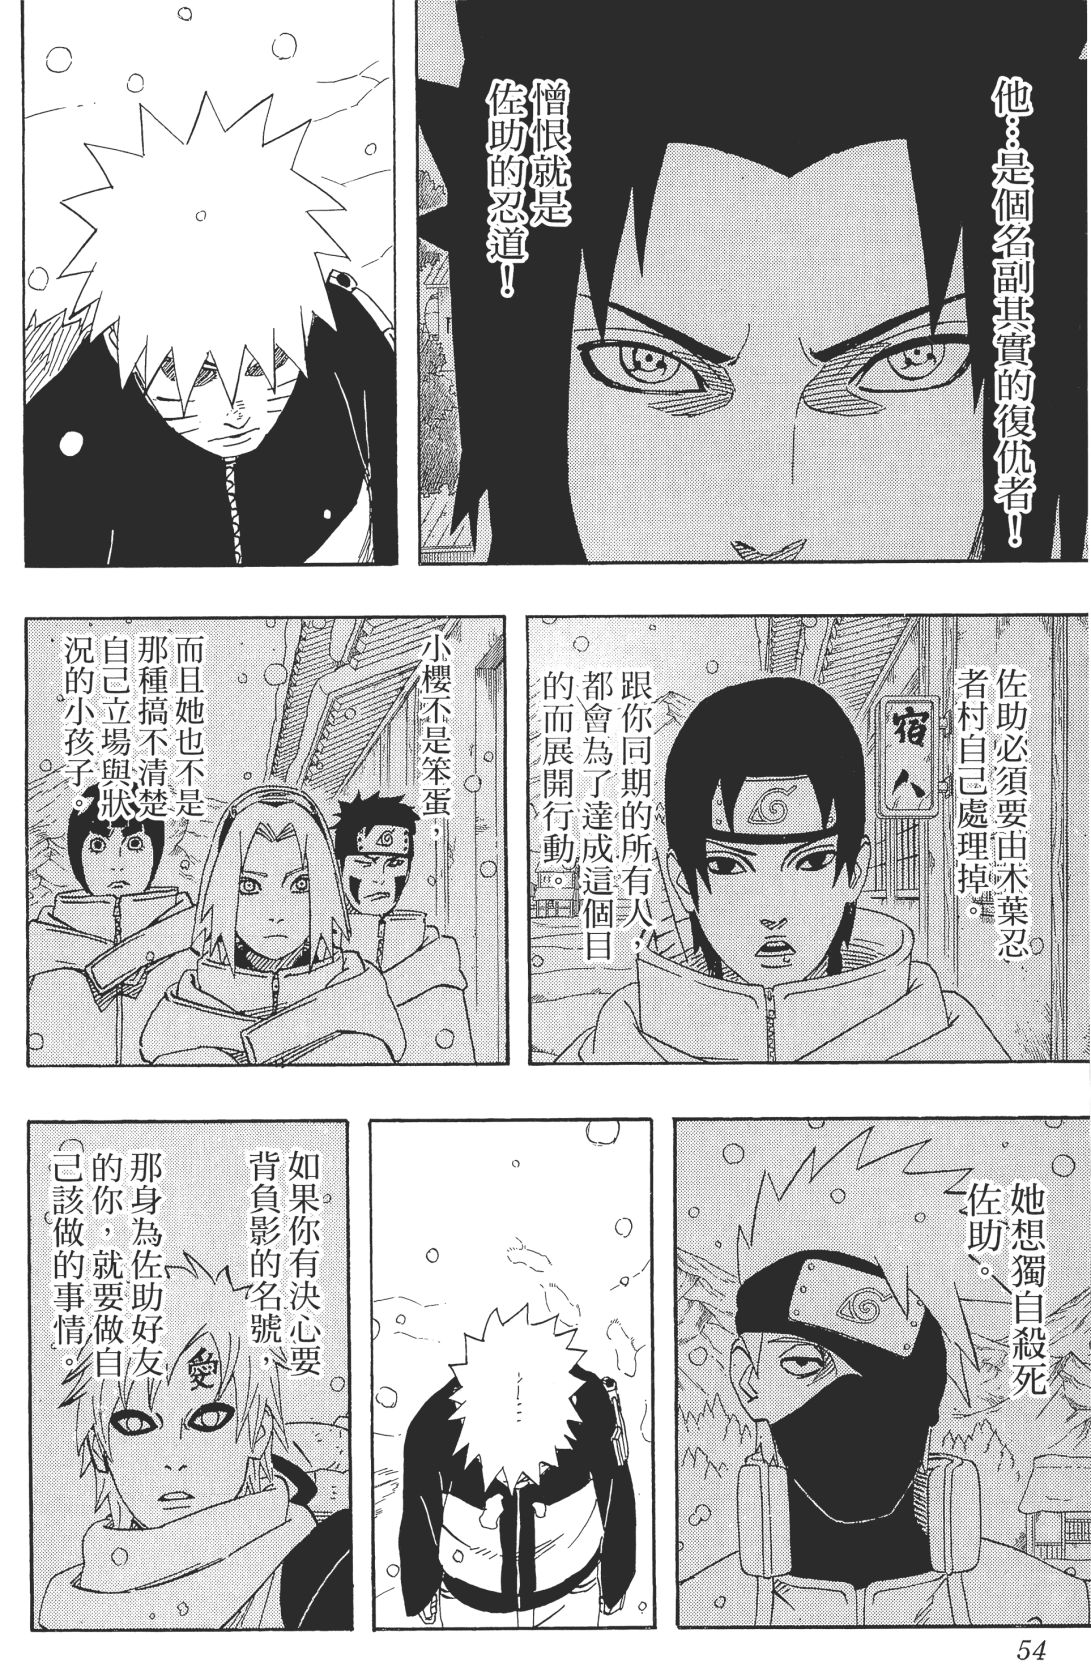 他…是個名副其實的復仇者！
憎恨就是
佐助的忍道！
佐助必須要由木葉忍
者村自己處理掉。
宿
八
跟你同期的所有人，
都會為了達成這個目
的而展開行動。
小櫻不是笨蛋，
而且她也不是
那種搞不清楚
自己立場與狀
況的小孩子。
她想獨自殺死
佐助。
…
如果你有決心要
背負影的名號，
那身為佐助好友
的你，就要做自
己該做的事情。
愛
54